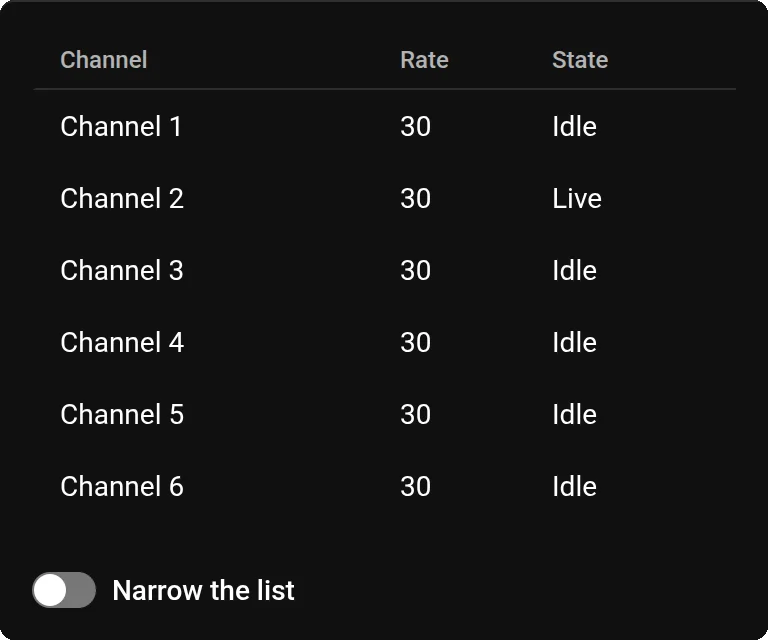 Channel Rate State
Channel 1 30 Idle
Channel 2 30 Live
Channel 3 30 Idle
Channel 4 30 Idle
Channel 5 30 Idle
Channel 6 30 Idle
Narrow the list